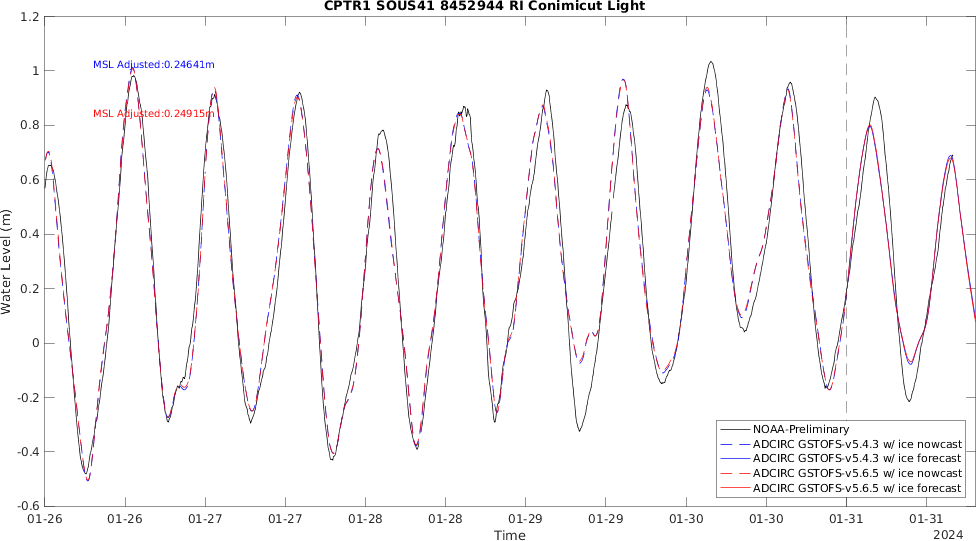 CPTR1 SOUS41 8452944 RI Conimicut Light
1.2
1
0.8
0.6
0.4
0.2
0
-0.2
-0.4
-0.6
Water Level (m)
MSL Adjusted:0.24641m
MSL Adjusted:0.24915m
NOAA-Preliminary
ADCIRC GSTOFS-v5.4.3 w/ ice nowcast
ADCIRC GSTOFS-v5.4.3 w/ ice forecast
ADCIRC GSTOFS-v5.6.5 w/ ice nowcast
ADCIRC GSTOFS-v5.6.5 w/ ice forecast
01-26 01-26 01-27 01-27 01-28 01-28 01-29 01-29 01-30 01-30 01-31 01-31
2024
Time